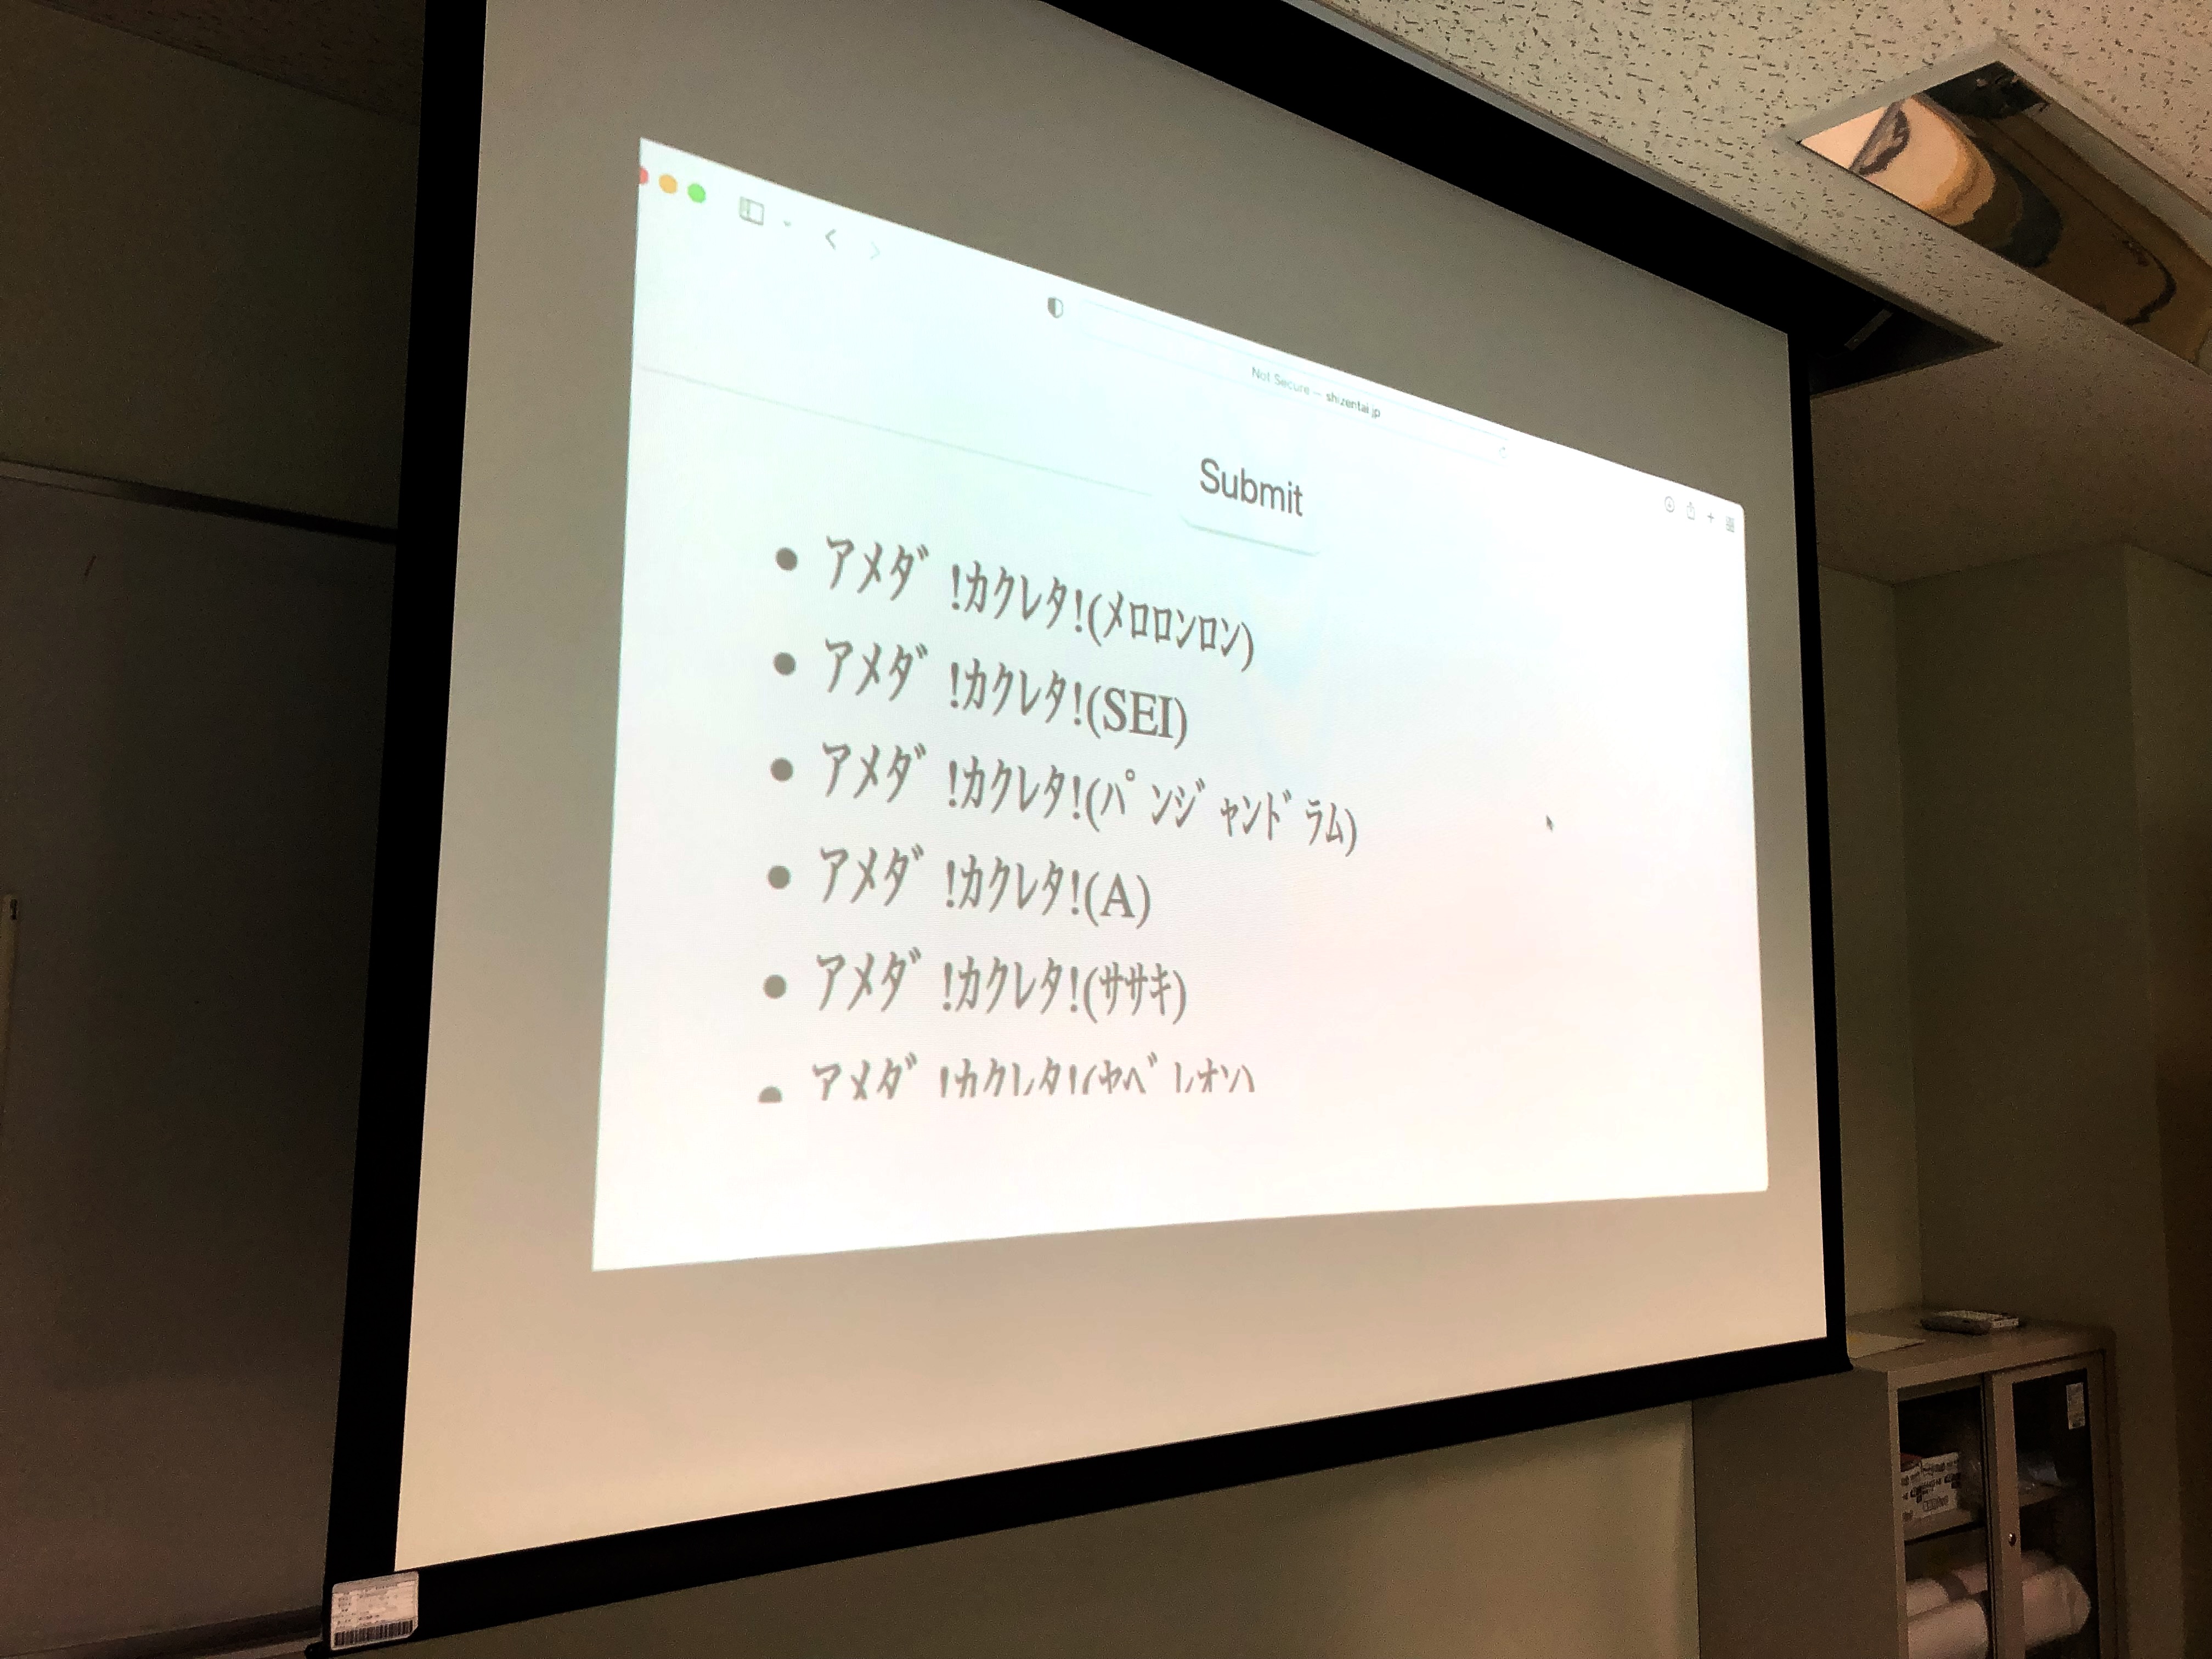 Not Secure — shizentai.jp
Submit
• ｱﾒﾀﾞ!ｶｸﾚﾀ!(ﾒﾛﾛﾝﾛﾝ)
• ｱﾒﾀﾞ!ｶｸﾚﾀ!(SEI)
• ｱﾒﾀﾞ!ｶｸﾚﾀ!(ﾊﾟﾝｼﾞｬﾝﾄﾞﾗﾑ)
• ｱﾒﾀﾞ!ｶｸﾚﾀ!(A)
• ｱﾒﾀﾞ!ｶｸﾚﾀ!(ｻｻｷ)
• ｱﾒﾀﾞ!ｶｸﾚﾀ!(ﾔﾍﾞﾚｵﾝ)